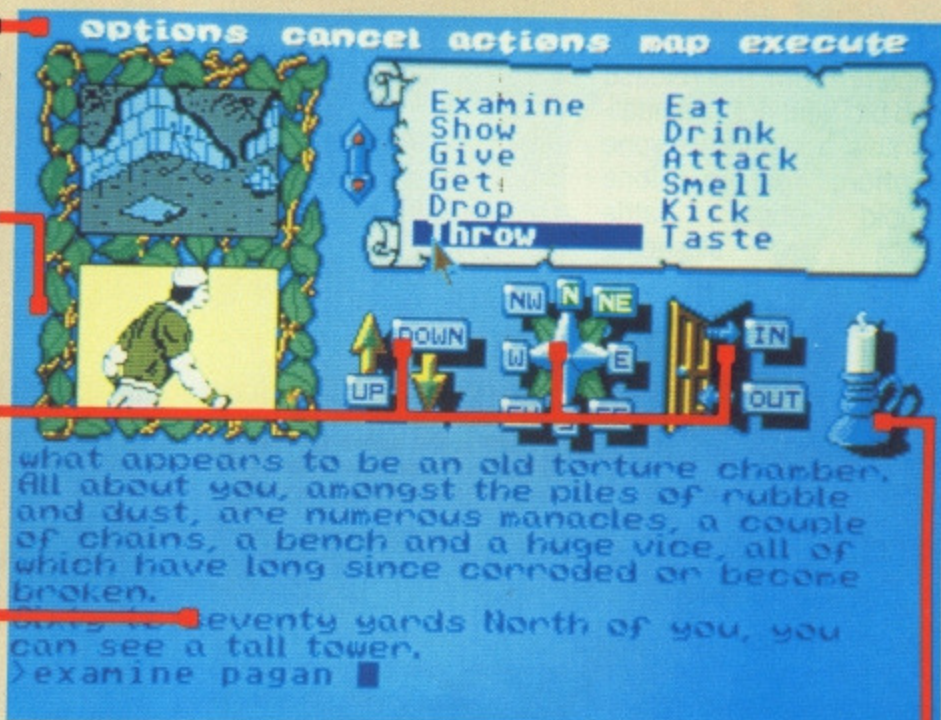 options cancel actions map execute
Examine Eat
Show Drink
Give Attack
Get Smell
Drop Kick
Throw Taste
NW N NE
DOWN W E IN
UP OUT
what appears to be an old torture chamber.
All about you, amongst the piles of rubble
and dust, are numerous manacles, a couple
of chains, a bench and a huge vice, all of
which have long since corroded or become
broken.
seventy yards North of you, you
can see a tall tower.
>examine pagan